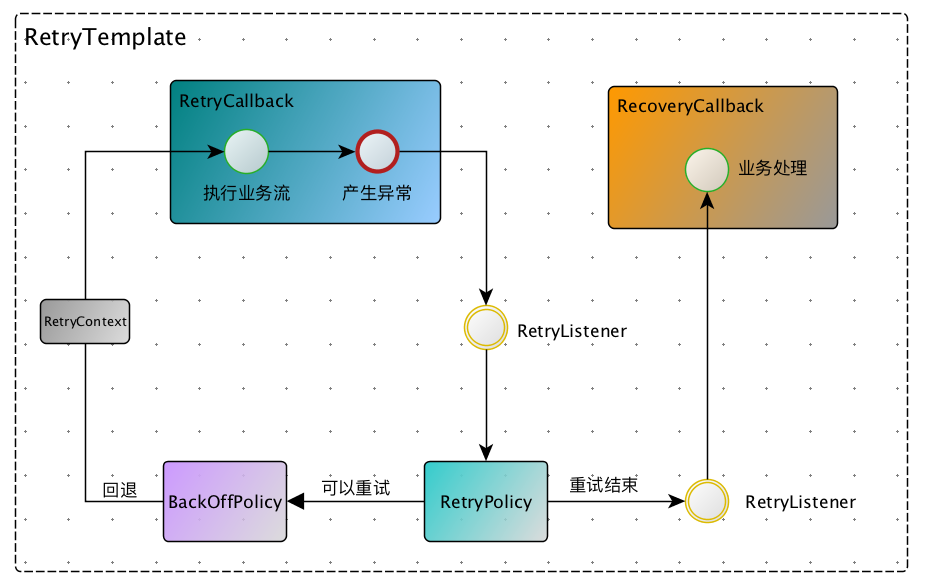 RetryTemplate
RetryCallback
执行业务流
产生异常
RecoveryCallback
业务处理
RetryContext
RetryListener
回退
BackOffPolicy
可以重试
RetryPolicy
重试结束
RetryListener